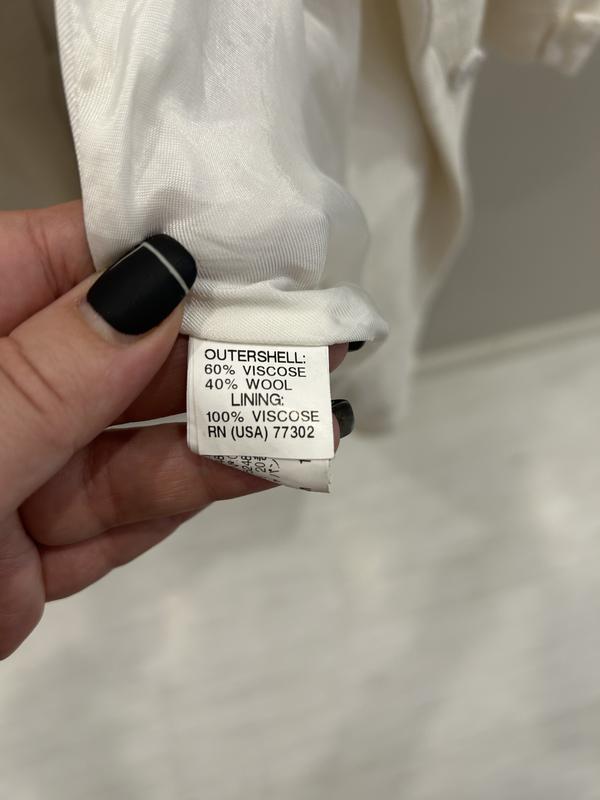 OUTERSHELL:
60% VISCOSE
40% WOOL
LINING:
100% VISCOSE
RN (USA) 77302